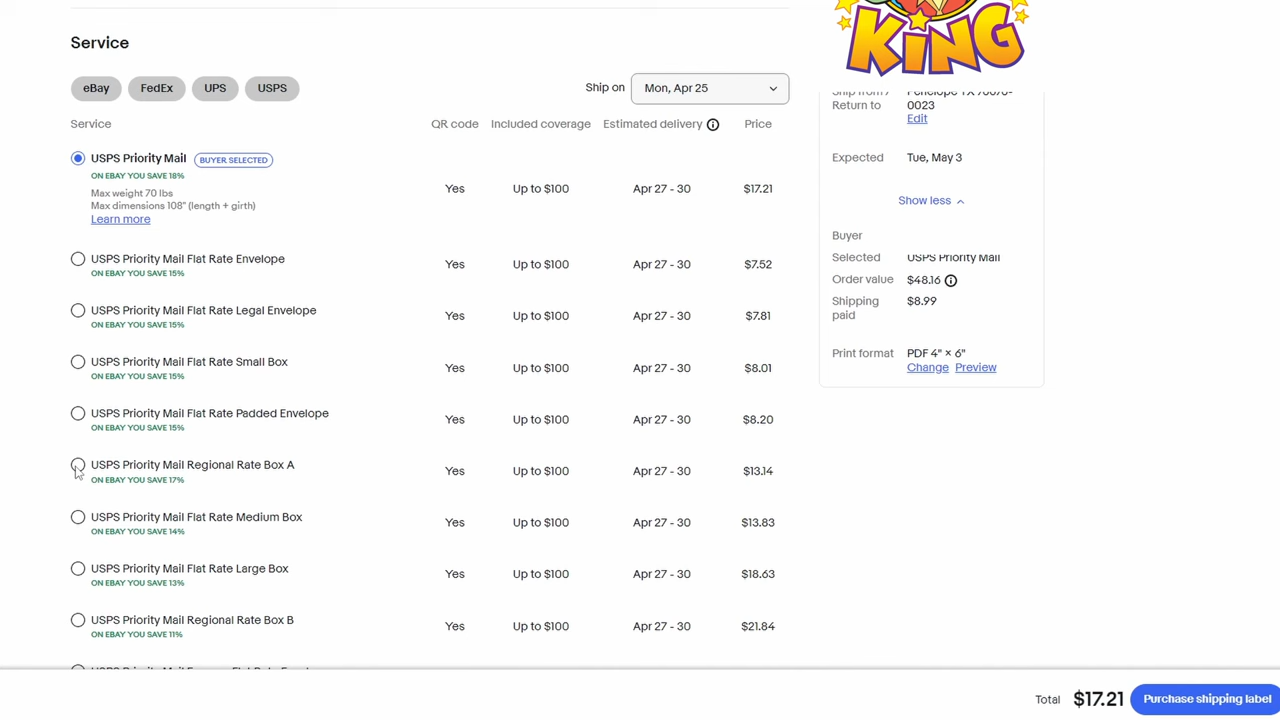 KING
Service
eBay FedEx UPS USPS
Ship on Mon, Apr 25
Service QR code Included coverage Estimated delivery Price
USPS Priority Mail BUYER SELECTED
ON EBAY YOU SAVE 18%
Max weight 70 lbs
Max dimensions 108" (length + girth)
Learn more
Yes Up to $100 Apr 27 - 30 $17.21
USPS Priority Mail Flat Rate Envelope
ON EBAY YOU SAVE 15%
Yes Up to $100 Apr 27 - 30 $7.52
USPS Priority Mail Flat Rate Legal Envelope
ON EBAY YOU SAVE 15%
Yes Up to $100 Apr 27 - 30 $7.81
USPS Priority Mail Flat Rate Small Box
ON EBAY YOU SAVE 15%
Yes Up to $100 Apr 27 - 30 $8.01
USPS Priority Mail Flat Rate Padded Envelope
ON EBAY YOU SAVE 15%
Yes Up to $100 Apr 27 - 30 $8.20
USPS Priority Mail Regional Rate Box A
ON EBAY YOU SAVE 17%
Yes Up to $100 Apr 27 - 30 $13.14
USPS Priority Mail Flat Rate Medium Box
ON EBAY YOU SAVE 14%
Yes Up to $100 Apr 27 - 30 $13.83
USPS Priority Mail Flat Rate Large Box
ON EBAY YOU SAVE 13%
Yes Up to $100 Apr 27 - 30 $18.63
USPS Priority Mail Regional Rate Box B
ON EBAY YOU SAVE 11%
Yes Up to $100 Apr 27 - 30 $21.84
Ship from /
Return to
0023
Edit
Expected Tue, May 3
Show less
Buyer
Selected USPS Priority Mail
Order value $48.16
Shipping $8.99
paid
Print format PDF 4" × 6"
Change Preview
Total $17.21 Purchase shipping label